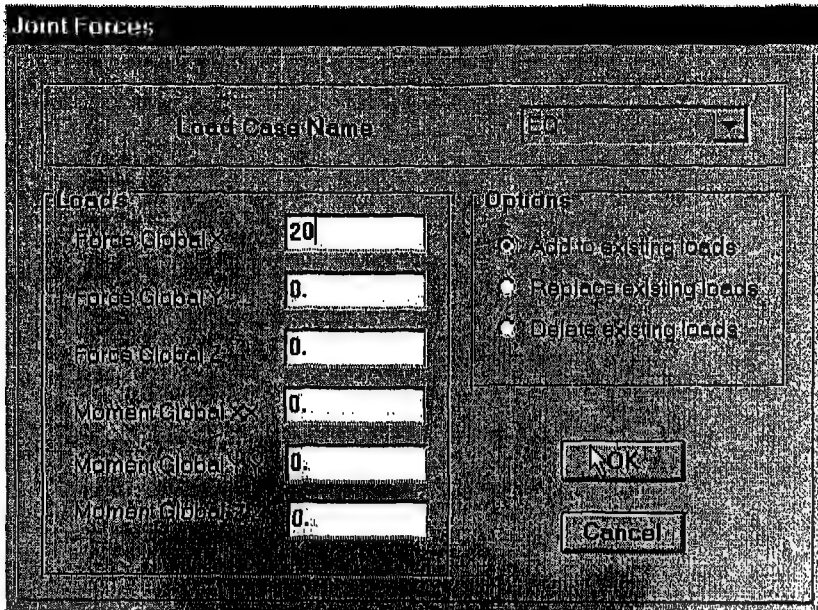 Joint Forces
Load Case Name
EQ
Loads
Force Global X
20
Force Global Y
0.
Force Global Z
0.
Moment Global XX
0.
Moment Global
0.
Moment Global
0.
Options
Add to existing loads
Replace existing loads
Delete existing loads
OK
Cancel